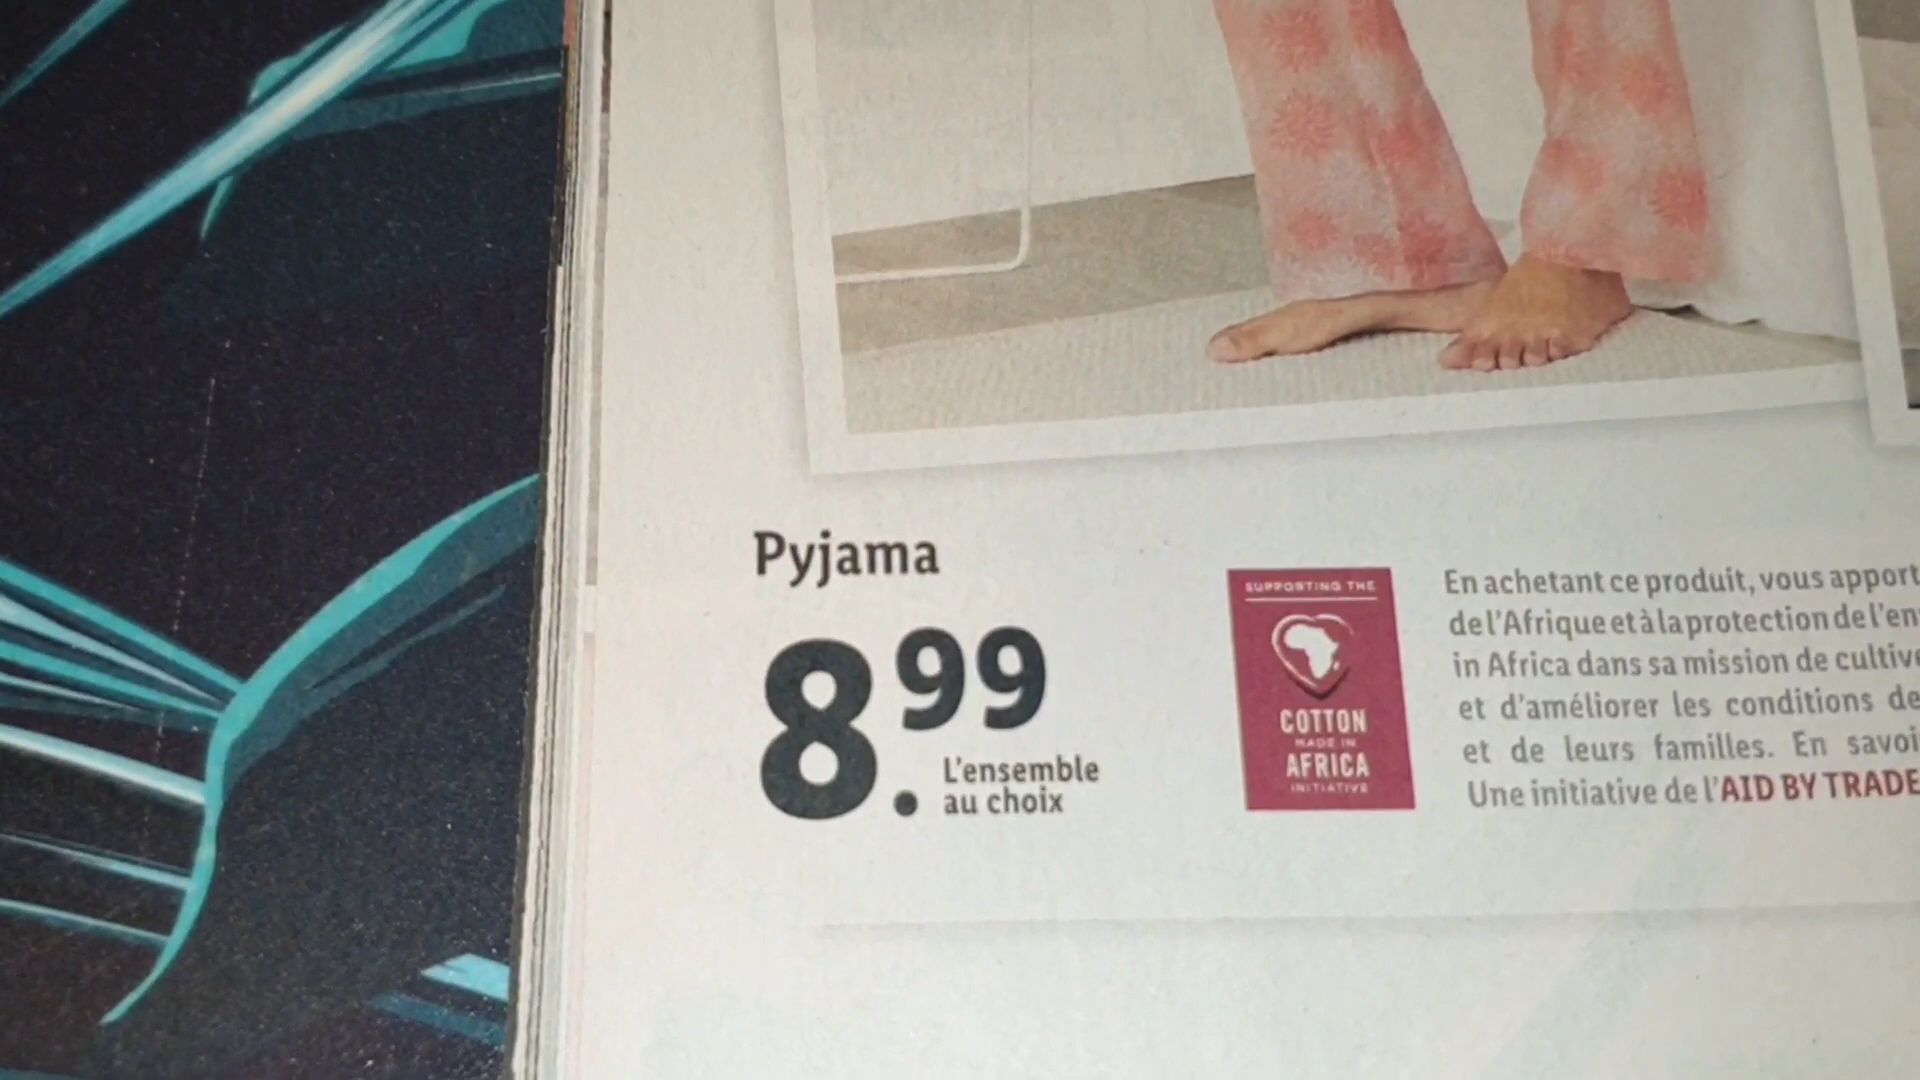 Pyjama
8.99
L'ensemble
au choix
SUPPORTING THE
COTTON
MADE IN
AFRICA
INITIATIVE
En achetant ce produit, vous apport
de l'Afrique et à la protection de l'en
in Africa dans sa mission de cultive
et d'améliorer les conditions de
et de leurs familles. En savoi
Une initiative de l'AID BY TRADE